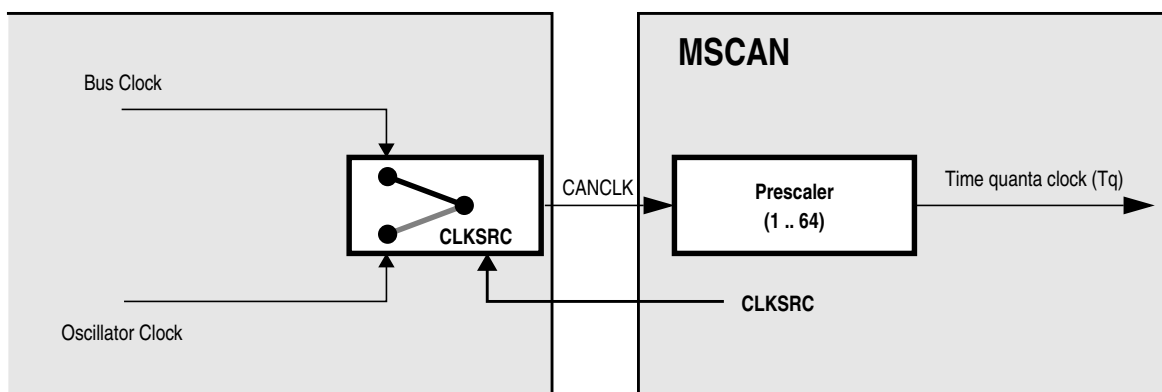 MSCAN
Bus Clock
CANCLK
Prescaler
(1 .. 64)
Time quanta clock (Tq)
CLKSRC
CLKSRC
Oscillator Clock